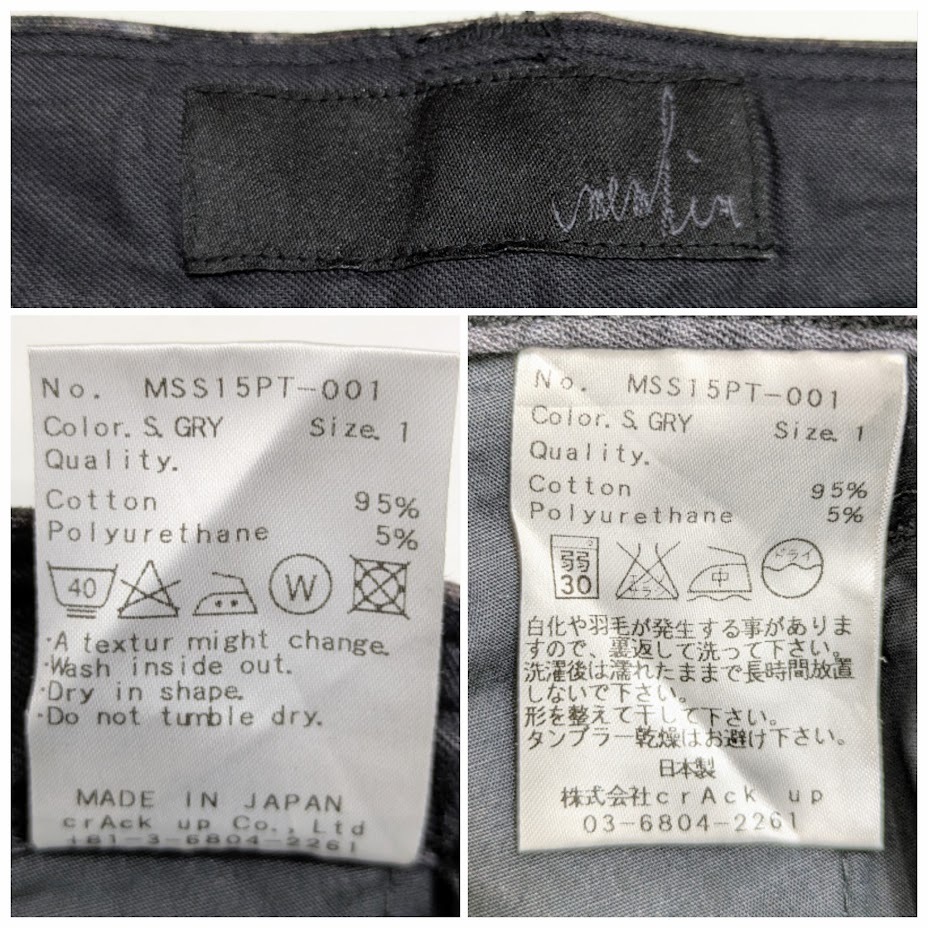 No. MSS15PT-001
Color. S. GRY Size. 1
Quality.
Cotton 95%
Polyurethane 5%
40 W
·A textur might change.
·Wash inside out.
·Dry in shape.
·Do not tumble dry.
MADE IN JAPAN
crAck up Co., Ltd
+81-3-6804-2261
No. MSS15PT-001
Color. S. GRY Size. 1
Quality.
Cotton 95%
Polyurethane 5%
弱 中 ドライ
30
白化や羽毛が発生する事がありま
すので、裏返して洗って下さい。
洗濯後は濡れたままで長時間放置
しないで下さい。
形を整えて干して下さい。
タンブラー乾燥はお避け下さい。
日本製
株式会社crAck up
03-6804-2261